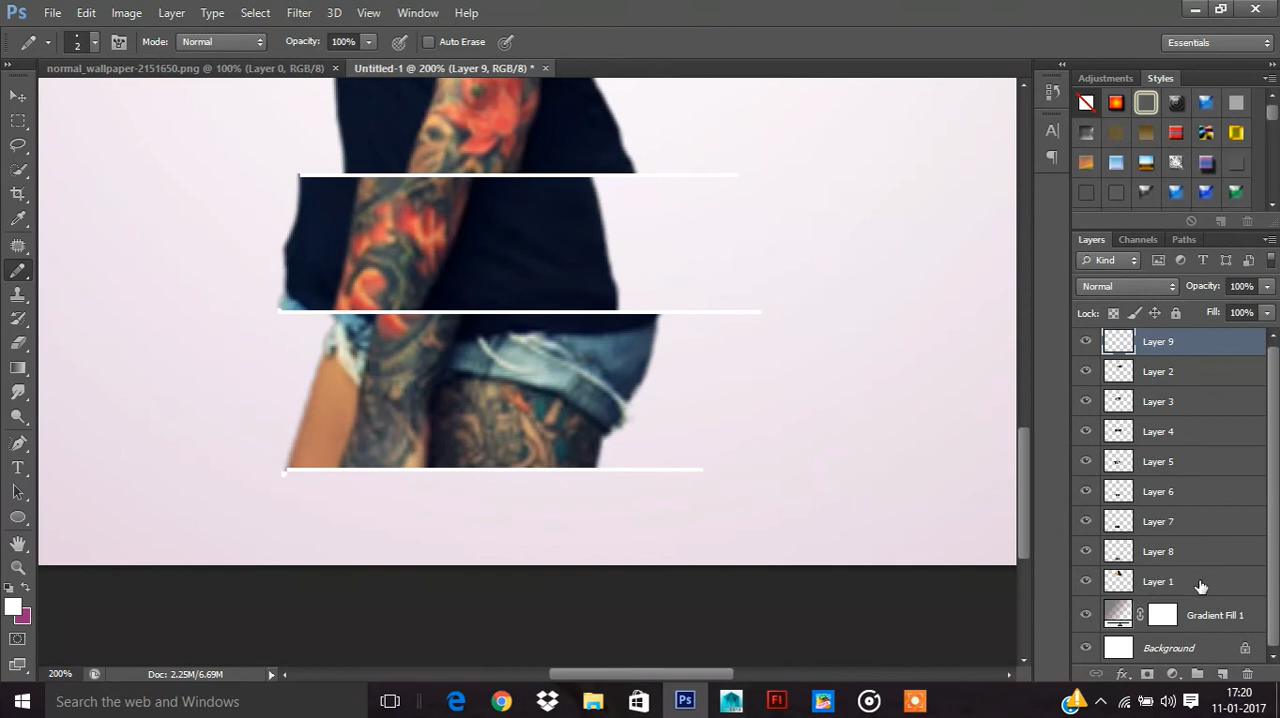 Ps File Edit Image Layer Type Select Filter 3D View Window Help
2 Mode: Normal Opacity: 100% Auto Erase Essentials
normal_wallpaper-2151650.png @ 100% (Layer 0, RGB/8) × Untitled-1 @ 200% (Layer 9, RGB/8) * ×
Adjustments Styles
Layers Channels Paths
Kind
Normal Opacity: 100%
Lock: Fill: 100%
Layer 9
Layer 2
Layer 3
Layer 4
Layer 5
Layer 6
Layer 7
Layer 8
Layer 1
Gradient Fill 1
Background
200% Doc: 2.25M/6.69M
Search the web and Windows
17:20
11-01-2017